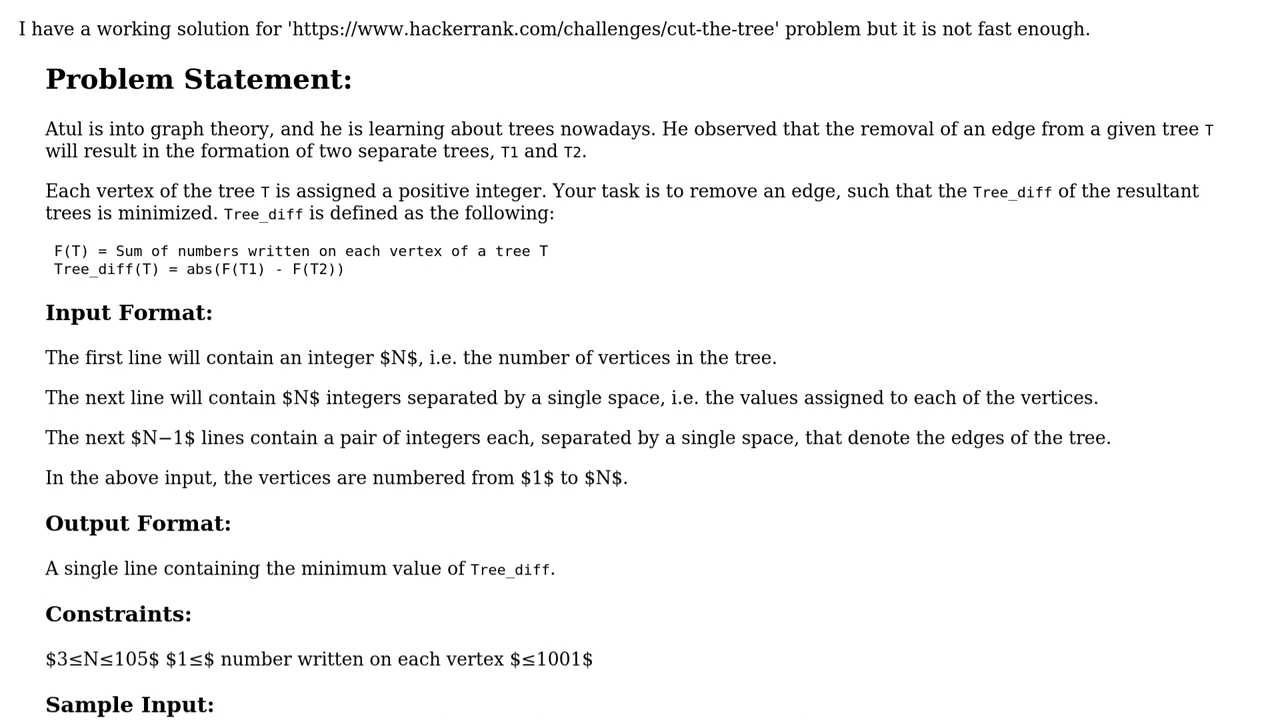 I have a working solution for 'https://www.hackerrank.com/challenges/cut-the-tree' problem but it is not fast enough.
Problem Statement:
Atul is into graph theory, and he is learning about trees nowadays. He observed that the removal of an edge from a given tree T
will result in the formation of two separate trees, T1 and T2.
Each vertex of the tree T is assigned a positive integer. Your task is to remove an edge, such that the Tree_diff of the resultant
trees is minimized. Tree_diff is defined as the following:
F(T) = Sum of numbers written on each vertex of a tree T
Tree_diff(T) = abs(F(T1) - F(T2))
Input Format:
The first line will contain an integer $N$, i.e. the number of vertices in the tree.
The next line will contain $N$ integers separated by a single space, i.e. the values assigned to each of the vertices.
The next $N−1$ lines contain a pair of integers each, separated by a single space, that denote the edges of the tree.
In the above input, the vertices are numbered from $1$ to $N$.
Output Format:
A single line containing the minimum value of Tree_diff.
Constraints:
$3≤N≤105$ $1≤$ number written on each vertex $≤1001$
Sample Input: